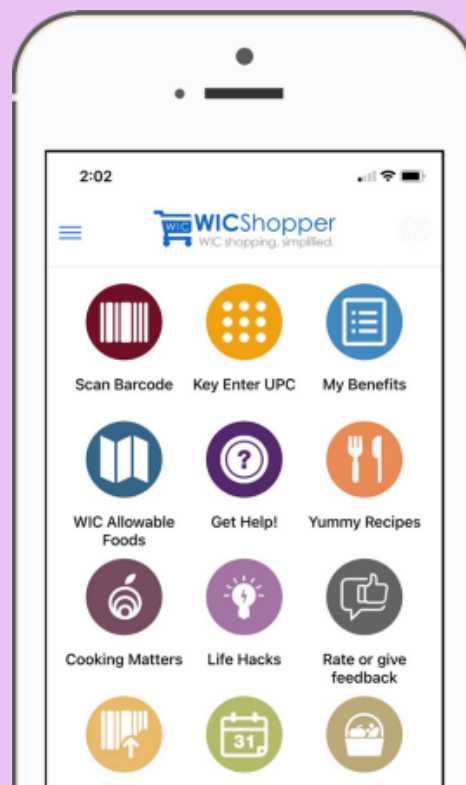 2:02
WIC WICShopper
WIC shopping, simplified.
Scan Barcode Key Enter UPC My Benefits
?
WIC Allowable Foods Get Help! Yummy Recipes
Cooking Matters Life Hacks Rate or give feedback
31